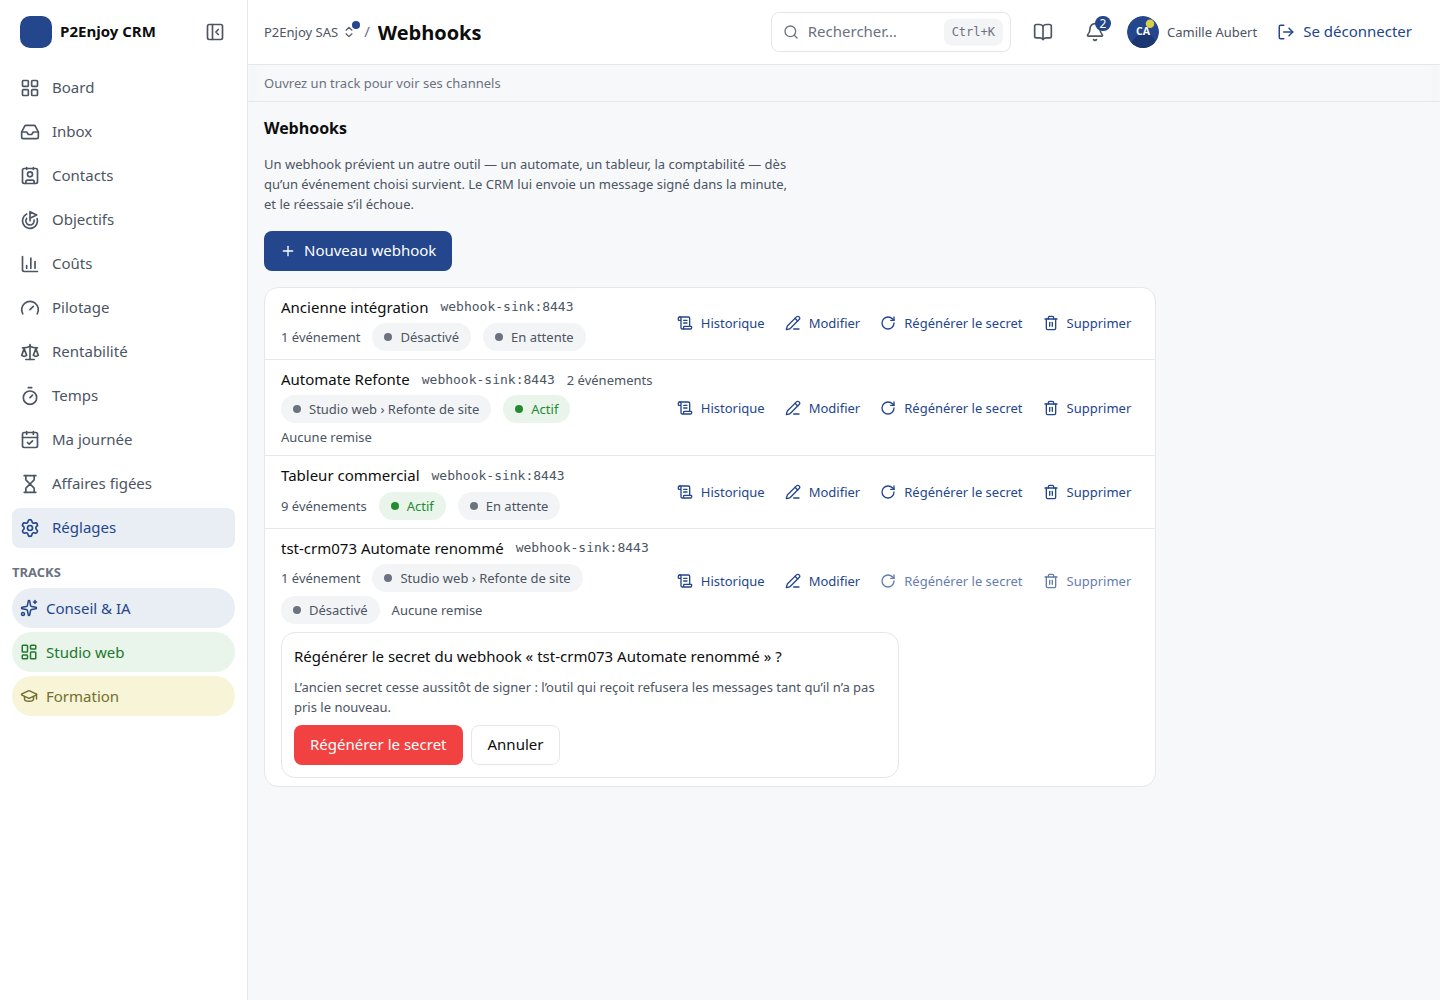 P2Enjoy CRM
Board
Inbox
Contacts
Objectifs
Coûts
Pilotage
Rentabilité
Temps
Ma journée
Affaires figées
Réglages
TRACKS
Conseil & IA
Studio web
Formation
P2Enjoy SAS / Webhooks
Rechercher... Ctrl+K
2
CA Camille Aubert
Se déconnecter
Ouvrez un track pour voir ses channels
Webhooks
Un webhook prévient un autre outil — un automate, un tableur, la comptabilité — dès
qu’un événement choisi survient. Le CRM lui envoie un message signé dans la minute,
et le réessaie s’il échoue.
Nouveau webhook
Ancienne intégration webhook-sink:8443
1 événement Désactivé En attente
Historique Modifier Régénérer le secret Supprimer
Automate Refonte webhook-sink:8443 2 événements
Studio web › Refonte de site Actif
Aucune remise
Historique Modifier Régénérer le secret Supprimer
Tableur commercial webhook-sink:8443
9 événements Actif En attente
Historique Modifier Régénérer le secret Supprimer
tst-crm073 Automate renommé webhook-sink:8443
1 événement Studio web › Refonte de site
Désactivé Aucune remise
Historique Modifier Régénérer le secret Supprimer
Régénérer le secret du webhook « tst-crm073 Automate renommé » ?
L’ancien secret cesse aussitôt de signer : l’outil qui reçoit refusera les messages tant qu’il n’a pas
pris le nouveau.
Régénérer le secret Annuler